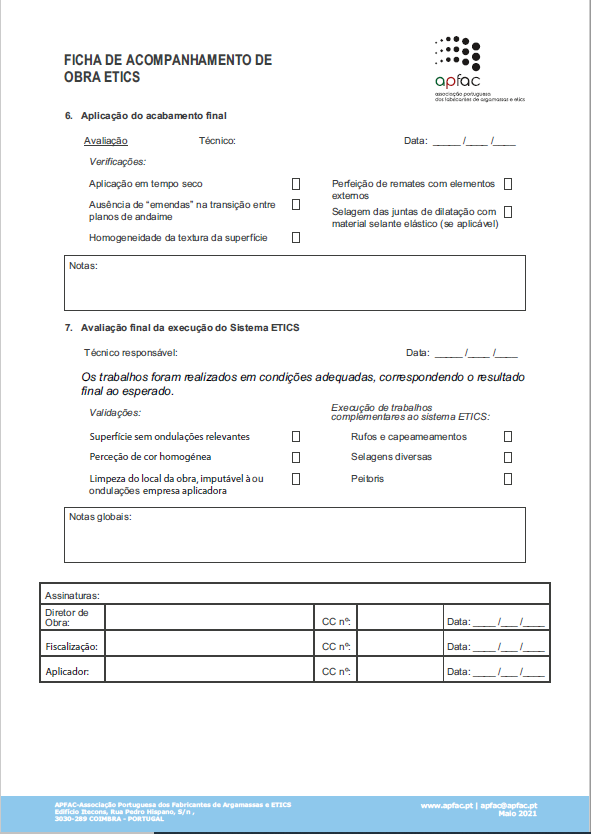 FICHA DE ACOMPANHAMENTO DE
OBRA ETICS
apfac
associação portuguesa
dos fabricantes de argamassas e etics
6. Aplicação do acabamento final
Avaliação Técnico: Data: _____ /____ /____
Verificações:
Aplicação em tempo seco
Ausência de “emendas” na transição entre
planos de andaime
Homogeneidade da textura da superfície
Perfeição de remates com elementos
externos
Selagem das juntas de dilatação com
material selante elástico (se aplicável)
Notas:
7. Avaliação final da execução do Sistema ETICS
Técnico responsável: Data: _____ /____ /____
Os trabalhos foram realizados em condições adequadas, correspondendo o resultado
final ao esperado.
Validações:
Superfície sem ondulações relevantes
Perceção de cor homogénea
Limpeza do local da obra, imputável à ou
ondulações empresa aplicadora
Execução de trabalhos
complementares ao sistema ETICS:
Rufos e capeameamentos
Selagens diversas
Peitoris
Notas globais:
Assinaturas:
Diretor de
Obra: CC nº: Data: ____ /___ /____
Fiscalização: CC nº: Data: ____ /___ /____
Aplicador: CC nº: Data: ____ /___ /____
APFAC-Associação Portuguesa dos Fabricantes de Argamassas e ETICS
Edifício Itecons, Rua Pedro Hispano, S/n ,
3030-289 COIMBRA - PORTUGAL
www.apfac.pt | apfac@apfac.pt
Maio 2021